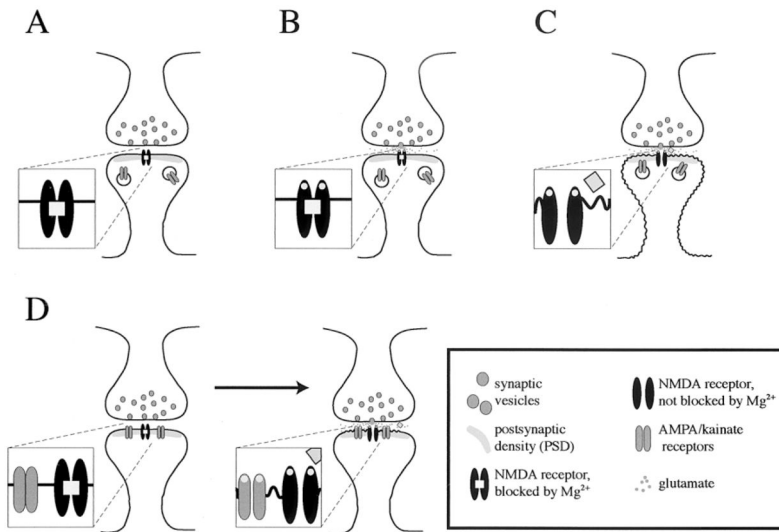 A
B
C
D
synaptic
vesicles
postsynaptic
density (PSD)
NMDA receptor,
blocked by Mg²⁺
NMDA receptor,
not blocked by Mg²⁺
AMPA/kainate
receptors
glutamate